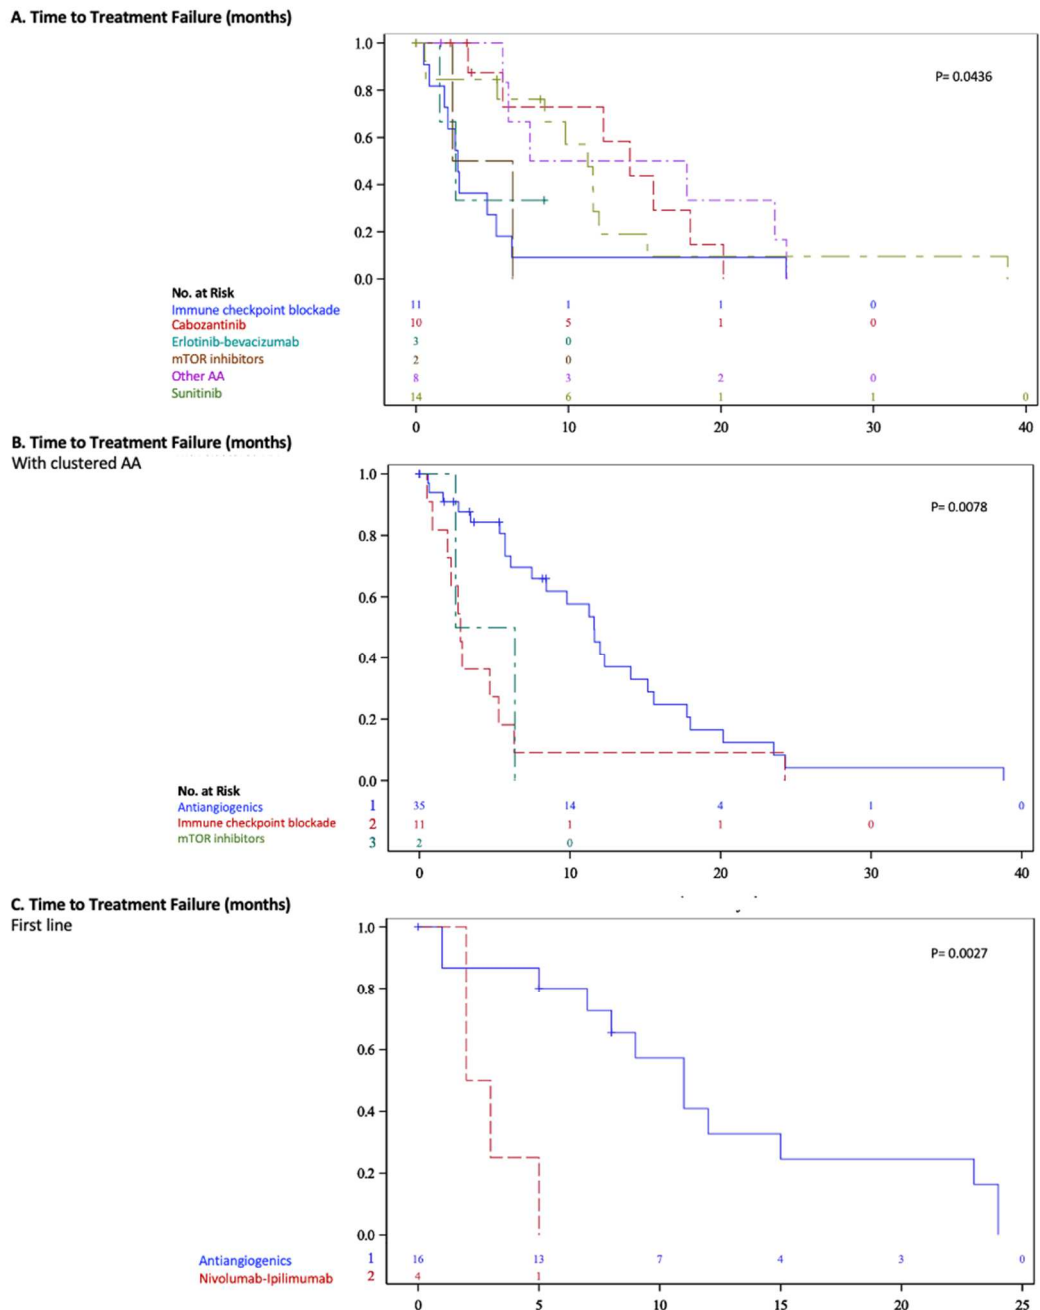 A. Time to Treatment Failure (months)
1.0
P= 0.0436
0.8
0.6
0.4
0.2
0.0
No. at Risk
Immune checkpoint blockade 11 1 1 0
Cabozantinib 10 5 1 0
Erlotinib-bevacizumab 3 0
mTOR inhibitors 2 0
Other AA 8 3 2 0
Sunitinib 14 6 1 1 0
0 10 20 30 40
B. Time to Treatment Failure (months)
With clustered AA
1.0
P= 0.0078
0.8
0.6
0.4
0.2
0.0
No. at Risk
Antiangiogenics 1 35 14 4 1 0
Immune checkpoint blockade 2 11 1 1 0
mTOR inhibitors 3 2 0
0 10 20 30 40
C. Time to Treatment Failure (months)
First line
1.0
P= 0.0027
0.8
0.6
0.4
0.2
0.0
Antiangiogenics 1 16 13 7 4 3 0
Nivolumab-Ipilimumab 2 4 1
0 5 10 15 20 25